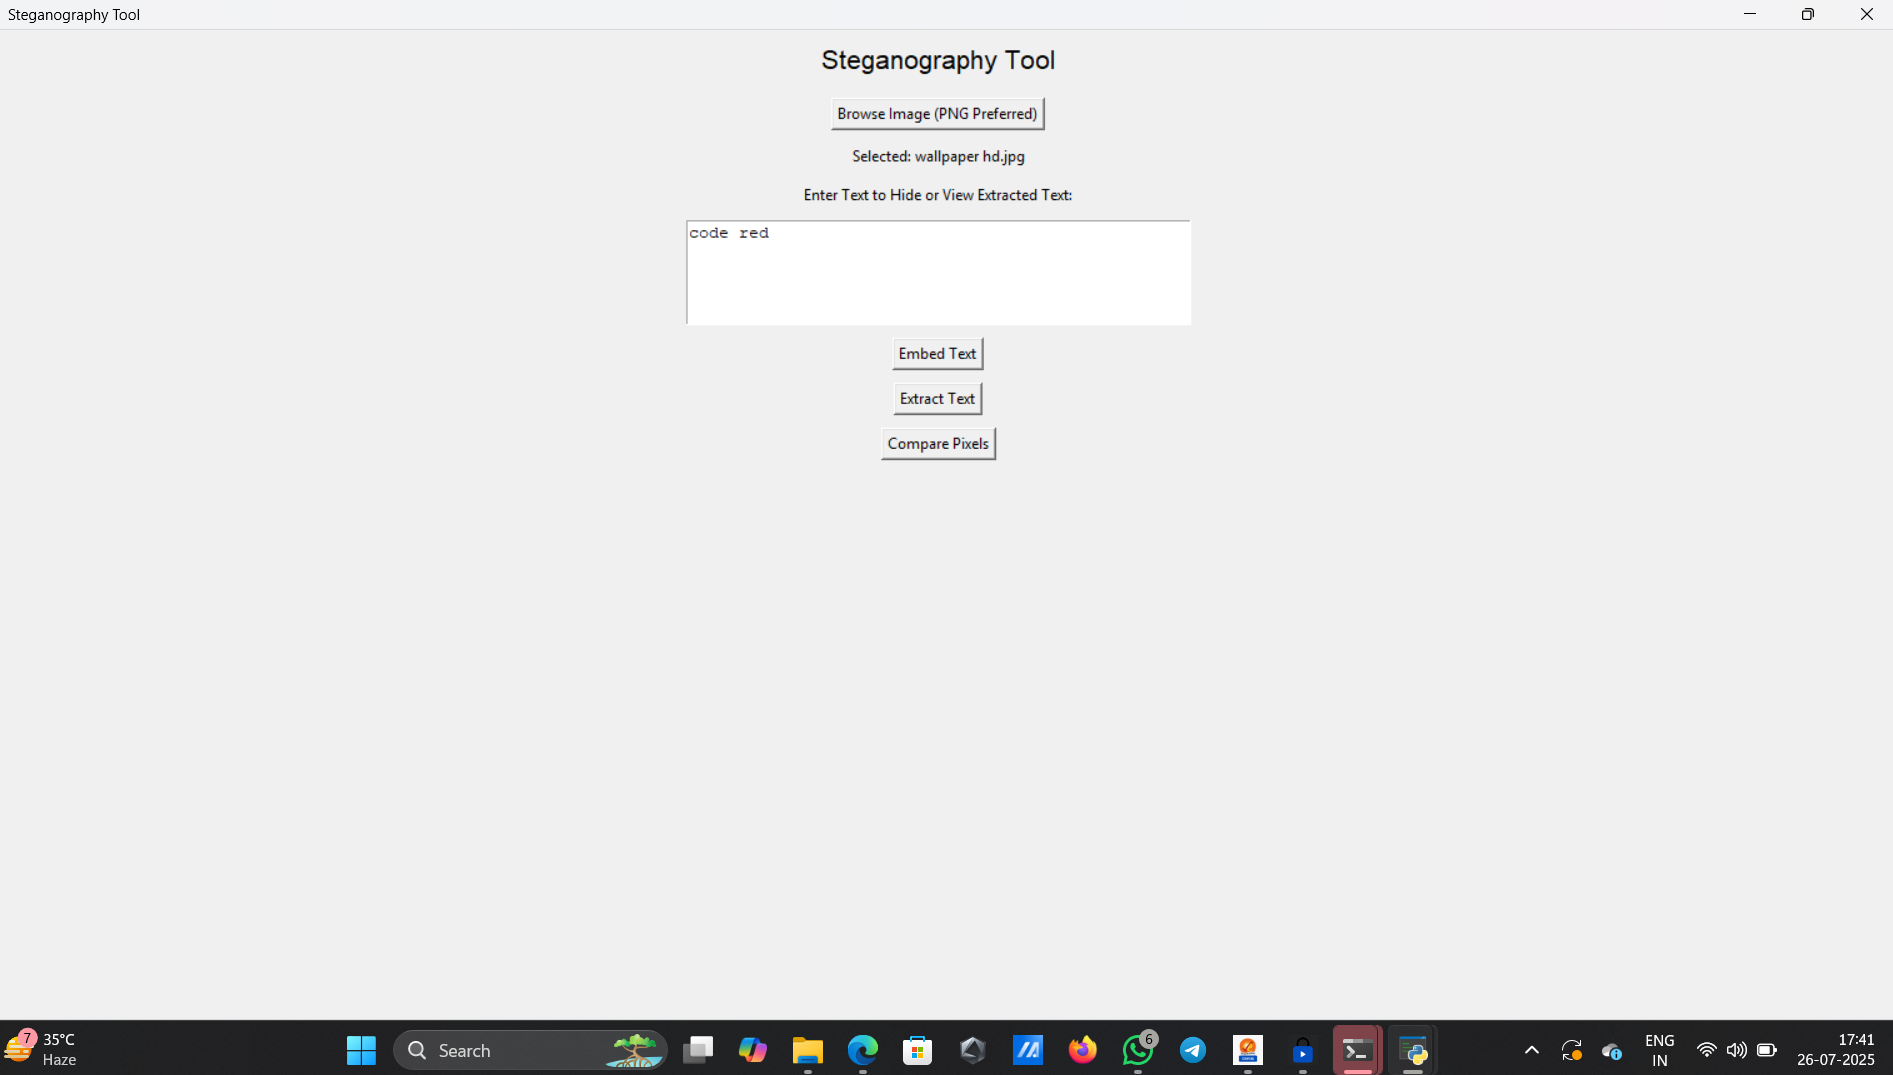 Steganography Tool
Steganography Tool
Browse Image (PNG Preferred)
Selected: wallpaper hd.jpg
Enter Text to Hide or View Extracted Text:
code red
Embed Text
Extract Text
Compare Pixels
7
35°C
Haze
Search
6
ENG
IN
17:41
26-07-2025